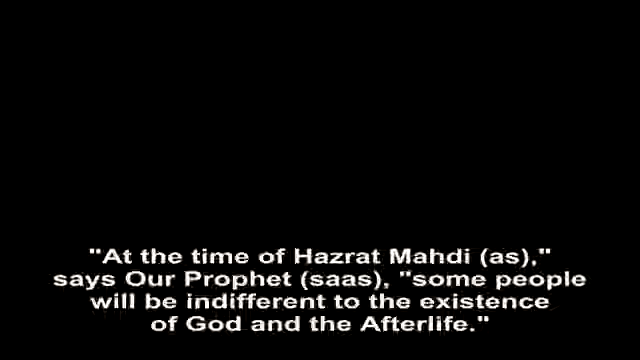 "At the time of Hazrat Mahdi (as),"
says Our Prophet (saas), "some people
will be indifferent to the existence
of God and the Afterlife."